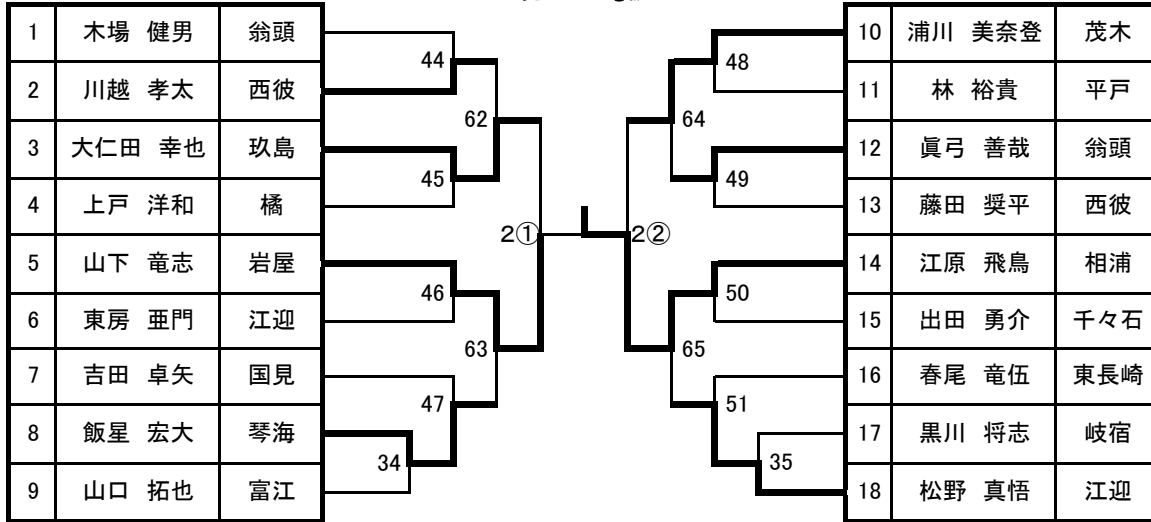 1 木場 健男 翁頭
2 川越 孝太 西彼
3 大仁田 幸也 玖島
4 上戸 洋和 橘
5 山下 竜志 岩屋
6 東房 亜門 江迎
7 吉田 卓矢 国見
8 飯星 宏大 琴海
9 山口 拓也 富江
44
45
46
47
34
62
63
2①
2②
64
65
48
49
50
51
35
10 浦川 美奈登 茂木
11 林 裕貴 平戸
12 眞弓 善哉 翁頭
13 藤田 奨平 西彼
14 江原 飛鳥 相浦
15 出田 勇介 千々石
16 春尾 竜伍 東長崎
17 黒川 将志 岐宿
18 松野 真悟 江迎